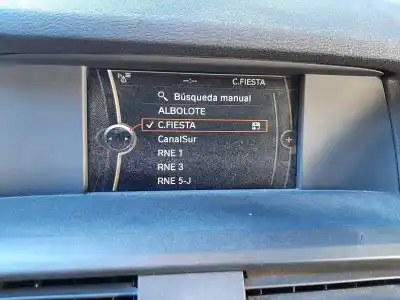 --:-- C.FIESTA
Búsqueda manual
ALBOLOTE
C.FIESTA
CanalSur
RNE 1
RNE 3
RNE 5-J